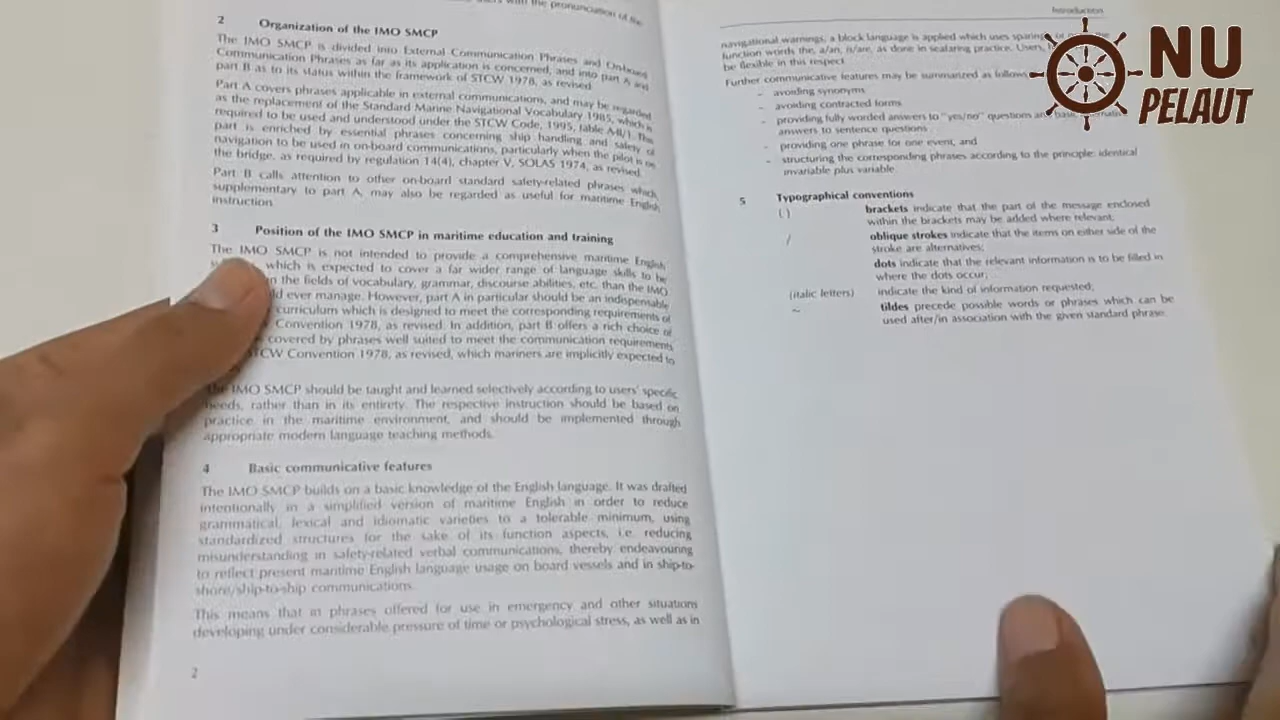 with the pronunciation of the
2 Organization of the IMO SMCP
The IMO SMCP is divided into External Communication Phrases and On-board
Communication Phrases as far as its application is concerned, and into part A and
part B as to its status within the framework of STCW 1978, as revised.
Part A covers phrases applicable in external communications, and may be regarded
as the replacement of the Standard Marine Navigational Vocabulary 1985, which is
required to be used and understood under the STCW Code, 1995, table A-II/1. This
part is enriched by essential phrases concerning ship handling and safety of
navigation to be used in on-board communications, particularly when the pilot is on
the bridge, as required by regulation 14(4), chapter V, SOLAS 1974, as revised.
Part B calls attention to other on-board standard safety-related phrases which,
supplementary to part A, may also be regarded as useful for maritime English
instruction.
3 Position of the IMO SMCP in maritime education and training
The IMO SMCP is not intended to provide a comprehensive maritime English
which is expected to cover a far wider range of language skills to be
in the fields of vocabulary, grammar, discourse abilities, etc. than the IMO
ld ever manage. However, part A in particular should be an indispensable
curriculum which is designed to meet the corresponding requirements of
Convention 1978, as revised. In addition, part B offers a rich choice of
covered by phrases well suited to meet the communication requirements
STCW Convention 1978, as revised, which mariners are implicitly expected to
The IMO SMCP should be taught and learned selectively according to users' specific
needs, rather than in its entirety. The respective instruction should be based on
practice in the maritime environment, and should be implemented through
appropriate modern language teaching methods.
4 Basic communicative features
The IMO SMCP builds on a basic knowledge of the English language. It was drafted
intentionally in a simplified version of maritime English in order to reduce
grammatical, lexical and idiomatic varieties to a tolerable minimum, using
standardized structures for the sake of its function aspects, i.e. reducing
misunderstanding in safety-related verbal communications, thereby endeavouring
to reflect present maritime English language usage on board vessels and in ship-to-
shore/ship-to-ship communications.
This means that in phrases offered for use in emergency and other situations
developing under considerable pressure of time or psychological stress, as well as in
2
Introduction
navigational warnings, a block language is applied which uses sparingly
function words the, a/an, is/are, as done in seafaring practice. Users,
be flexible in this respect.
Further communicative features may be summarized as follows
– avoiding synonyms
– avoiding contracted forms
– providing fully worded answers to "yes/no" questions and basic
answers to sentence questions
– providing one phrase for one event, and
– structuring the corresponding phrases according to the principle: identical
invariable plus variable.
5 Typographical conventions
( ) brackets indicate that the part of the message enclosed
within the brackets may be added where relevant;
/ oblique strokes indicate that the items on either side of the
stroke are alternatives;
dots indicate that the relevant information is to be filled in
where the dots occur;
(italic letters) indicate the kind of information requested;
~ tildes precede possible words or phrases which can be
used after/in association with the given standard phrase.
NU
PELAUT